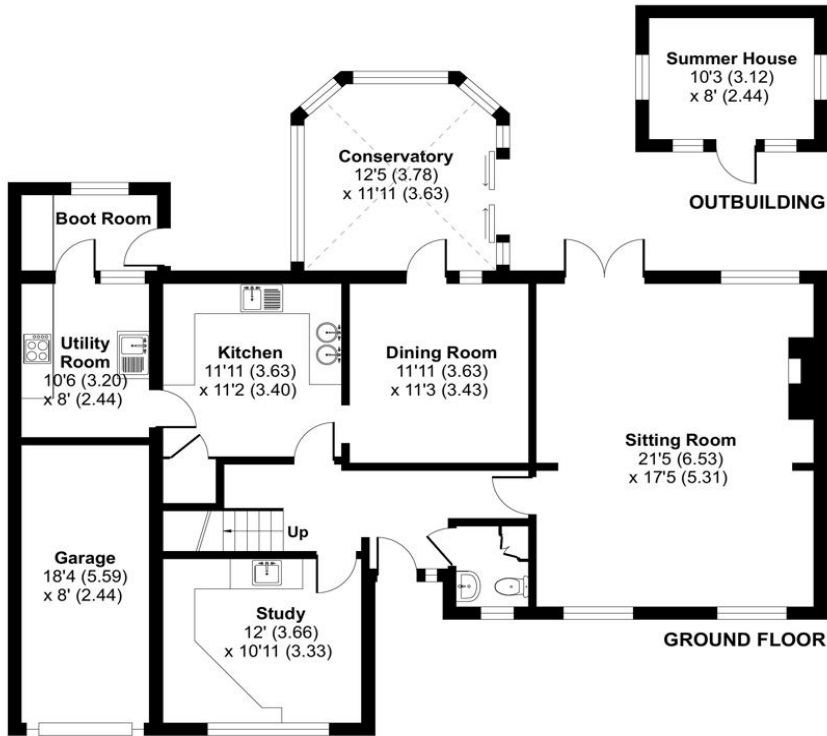 Summer House
10'3 (3.12)
x 8' (2.44)
OUTBUILDING
Conservatory
12'5 (3.78)
x 11'11 (3.63)
Boot Room
Utility
Room
10'6 (3.20)
x 8' (2.44)
Kitchen
11'11 (3.63)
x 11'2 (3.40)
Dining Room
11'11 (3.63)
x 11'3 (3.43)
Sitting Room
21'5 (6.53)
x 17'5 (5.31)
Up
Garage
18'4 (5.59)
x 8' (2.44)
Study
12' (3.66)
x 10'11 (3.33)
GROUND FLOOR